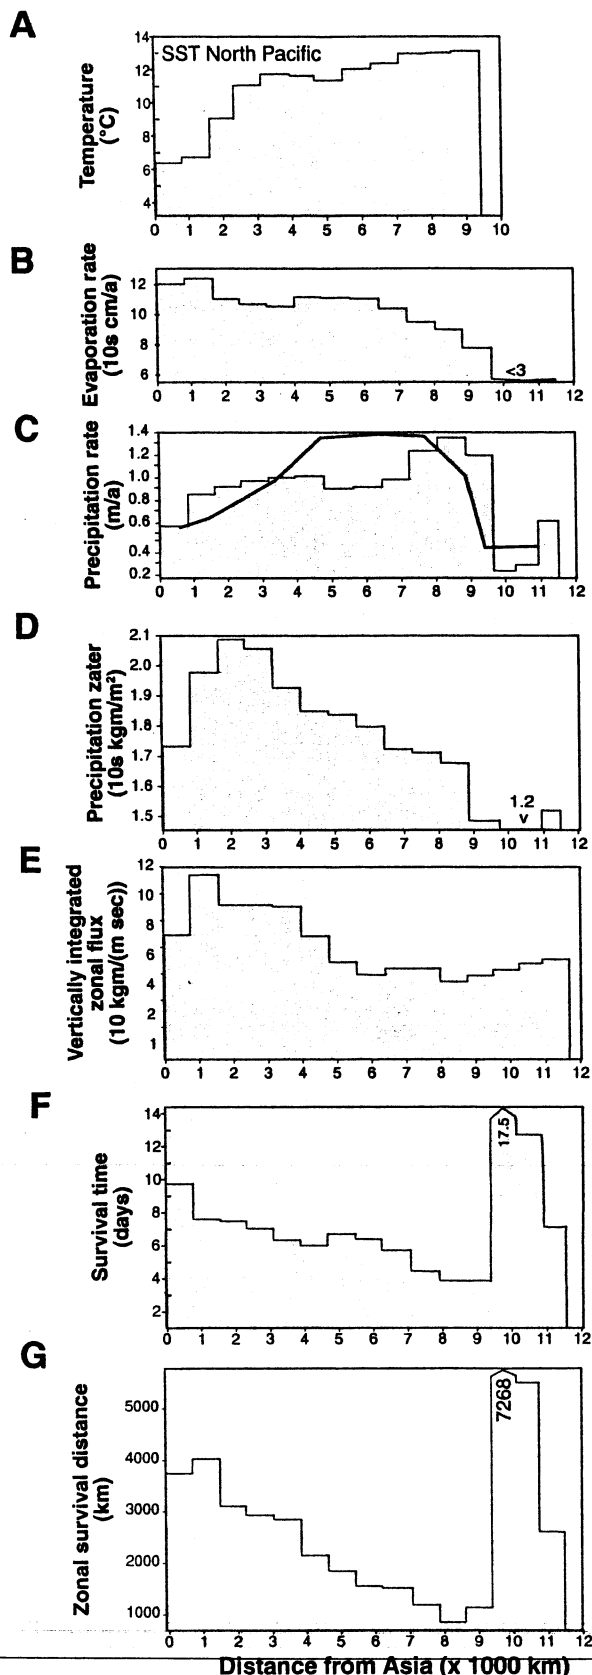 A
SST North Pacific
Temperature
(°C)
14
12
10
8
6
4
0 1 2 3 4 5 6 7 8 9 10
B
Evaporation rate
(10s cm/a)
12
10
8
6
<3
0 1 2 3 4 5 6 7 8 9 10 11 12
C
Precipitation rate
(m/a)
1.4
1.2
1.0
0.8
0.6
0.4
0.2
0 1 2 3 4 5 6 7 8 9 10 11 12
D
Precipitation zater
(10s kgm/m²)
2.1
2.0
1.9
1.8
1.7
1.6
1.5
1.2
v
0 1 2 3 4 5 6 7 8 9 10 11 12
E
Vertically integrated
zonal flux
(10 kgm/(m sec))
12
10
8
6
4
2
1
0 1 2 3 4 5 6 7 8 9 10 11 12
F
Survival time
(days)
14
12
10
8
6
4
2
17.5
0 1 2 3 4 5 6 7 8 9 10 11 12
G
Zonal survival distance
(km)
5000
4000
3000
2000
1000
7268
0 1 2 3 4 5 6 7 8 9 10 11 12
Distance from Asia (x 1000 km)